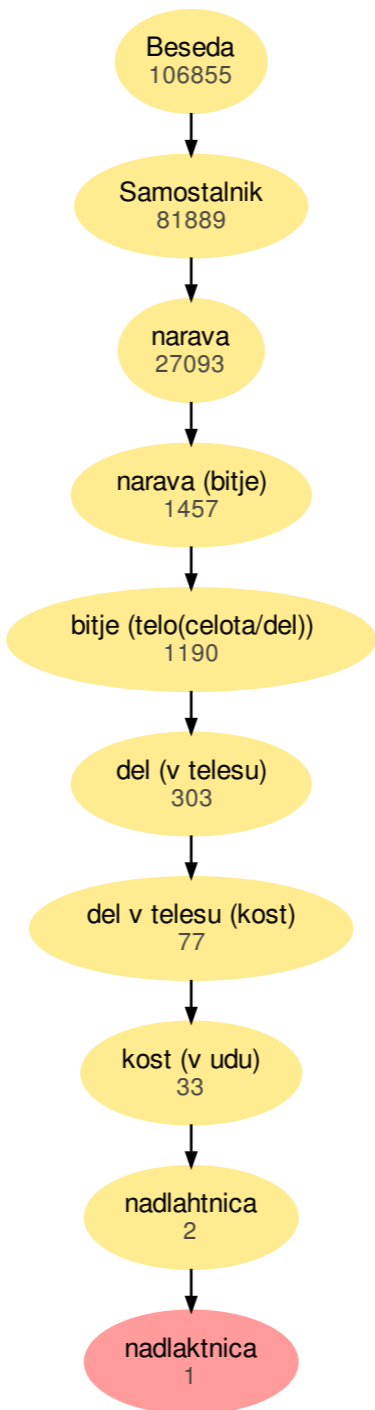 Beseda
106855
Samostalnik
81889
narava
27093
narava (bitje)
1457
bitje (telo(celota/del))
1190
del (v telesu)
303
del v telesu (kost)
77
kost (v udu)
33
nadlahtnica
2
nadlaktnica
1